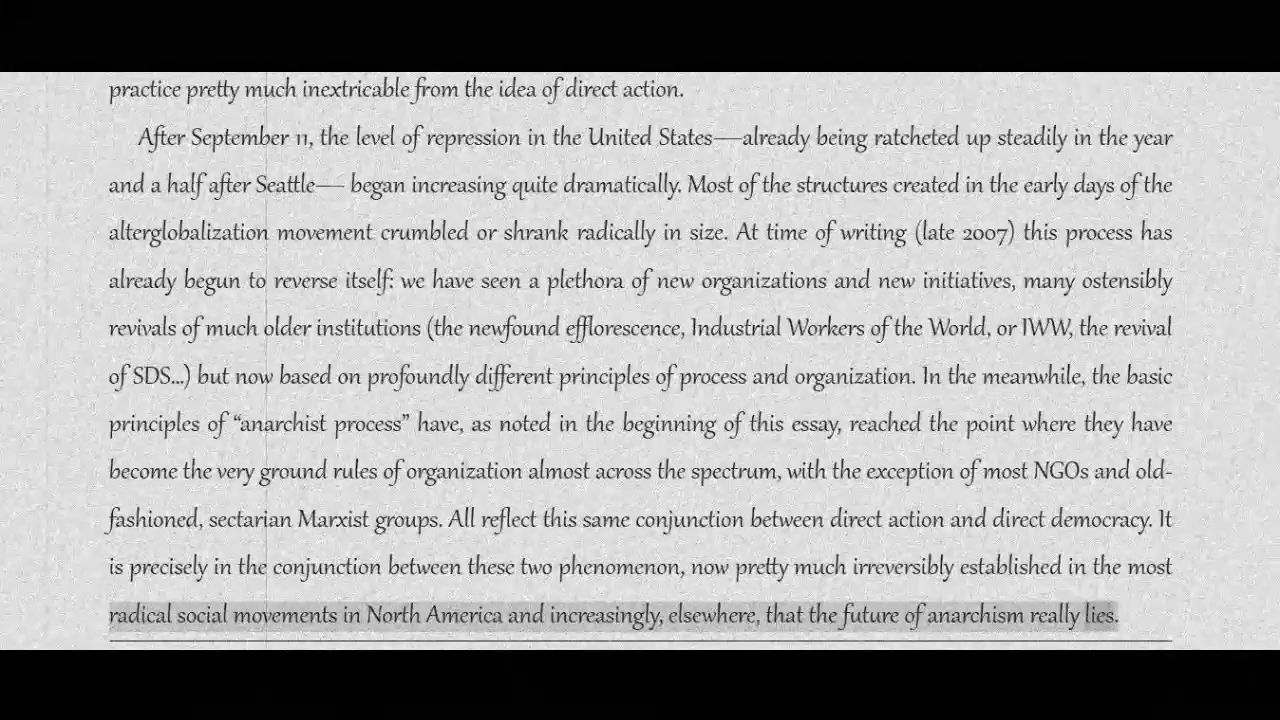 practice pretty much inextricable from the idea of direct action.
After September 11, the level of repression in the United States—already being ratcheted up steadily in the year
and a half after Seattle— began increasing quite dramatically. Most of the structures created in the early days of the
alterglobalization movement crumbled or shrank radically in size. At time of writing (late 2007) this process has
already begun to reverse itself: we have seen a plethora of new organizations and new initiatives, many ostensibly
revivals of much older institutions (the newfound efflorescence, Industrial Workers of the World, or IWW, the revival
of SDS...) but now based on profoundly different principles of process and organization. In the meanwhile, the basic
principles of “anarchist process” have, as noted in the beginning of this essay, reached the point where they have
become the very ground rules of organization almost across the spectrum, with the exception of most NGOs and old-
fashioned, sectarian Marxist groups. All reflect this same conjunction between direct action and direct democracy. It
is precisely in the conjunction between these two phenomenon, now pretty much irreversibly established in the most
radical social movements in North America and increasingly, elsewhere, that the future of anarchism really lies.